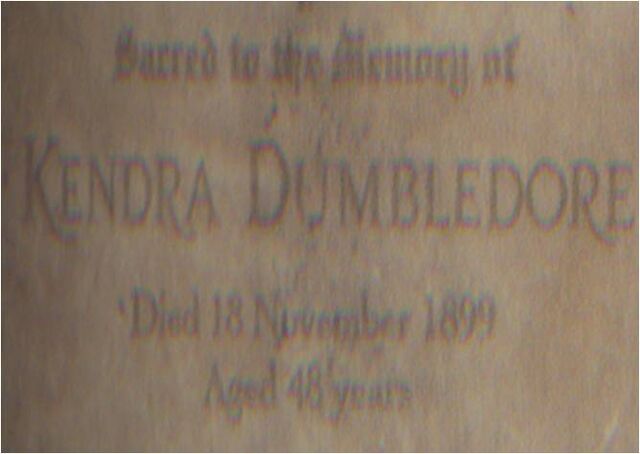 Sacred to the Memory of
KENDRA DUMBLEDORE
Died 18 November 1899
Aged 48 years